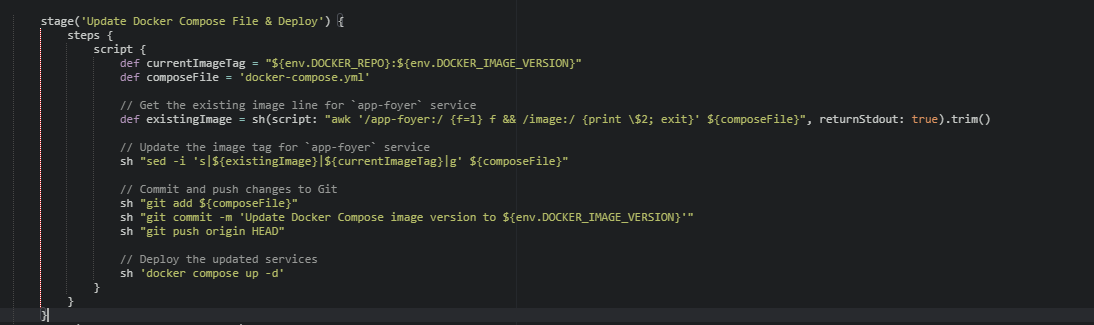 stage('Update Docker Compose File & Deploy') {
    steps {
        script {
            def currentImageTag = "${env.DOCKER_REPO}:${env.DOCKER_IMAGE_VERSION}"
            def composeFile = 'docker-compose.yml'

            // Get the existing image line for `app-foyer` service
            def existingImage = sh(script: "awk '/app-foyer:/ {f=1} f && /image:/ {print \$2; exit}' ${composeFile}", returnStdout: true).trim()

            // Update the image tag for `app-foyer` service
            sh "sed -i 's|${existingImage}|${currentImageTag}|g' ${composeFile}"

            // Commit and push changes to Git
            sh "git add ${composeFile}"
            sh "git commit -m 'Update Docker Compose image version to ${env.DOCKER_IMAGE_VERSION}'"
            sh "git push origin HEAD"

            // Deploy the updated services
            sh 'docker compose up -d'
        }
    }
}